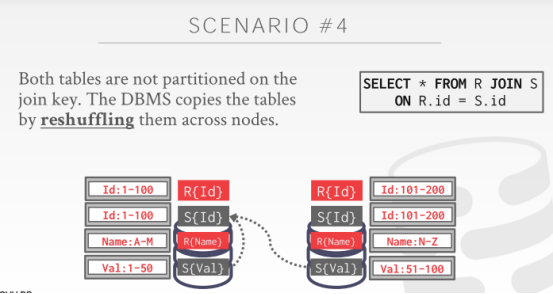 SCENARIO #4
Both tables are not partitioned on the
join key. The DBMS copies the tables
by reshuffling them across nodes.
SELECT * FROM R JOIN S
ON R.id = S.id
Id:1-100 R{Id} R{Id} Id:101-200
Id:1-100 S{Id} S{Id} Id:101-200
Name:A-M R{Name} R{Name} Name:N-Z
Val:1-50 S{Val} S{Val} Val:51-100